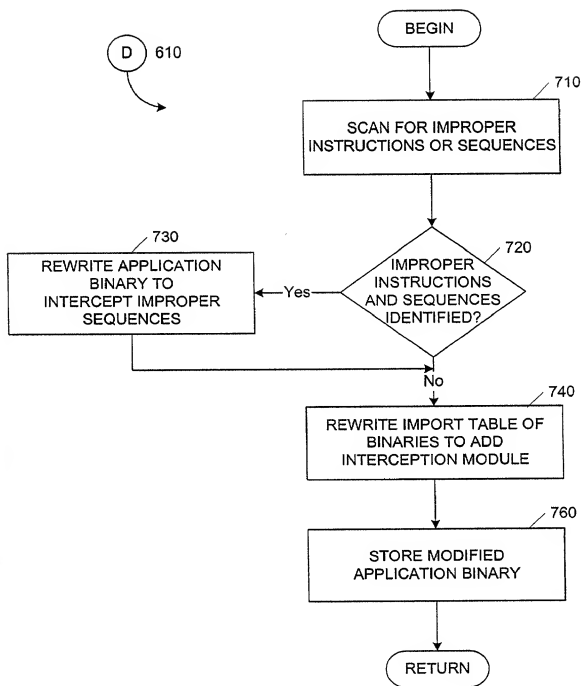 BEGIN
D 610
710
SCAN FOR IMPROPER
INSTRUCTIONS OR SEQUENCES
730
REWRITE APPLICATION
BINARY TO
INTERCEPT IMPROPER
SEQUENCES
Yes
720
IMPROPER
INSTRUCTIONS
AND SEQUENCES
IDENTIFIED?
No
740
REWRITE IMPORT TABLE OF
BINARIES TO ADD
INTERCEPTION MODULE
760
STORE MODIFIED
APPLICATION BINARY
RETURN